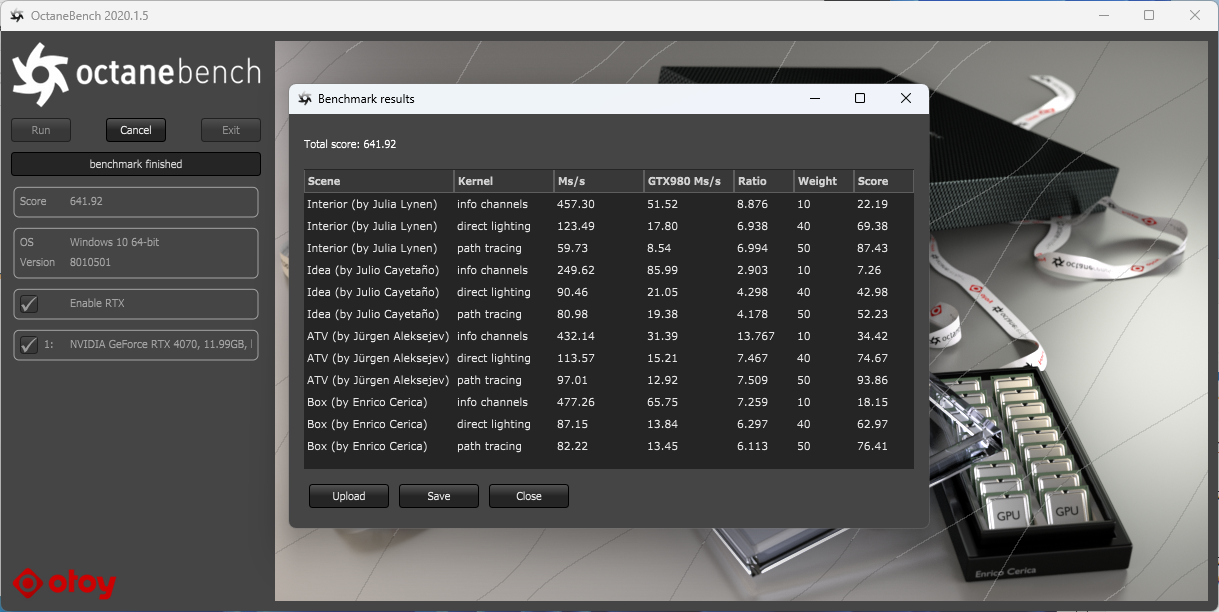 OctaneBench 2020.1.5
octanebench
Run Cancel Exit
benchmark finished
Score 641.92
OS Windows 10 64-bit
Version 8010501
Enable RTX
1: NVIDIA GeForce RTX 4070, 11.99GB,
otoy
Benchmark results
Total score: 641.92
Scene Kernel Ms/s GTX980 Ms/s Ratio Weight Score
Interior (by Julia Lynen) info channels 457.30 51.52 8.876 10 22.19
Interior (by Julia Lynen) direct lighting 123.49 17.80 6.938 40 69.38
Interior (by Julia Lynen) path tracing 59.73 8.54 6.994 50 87.43
Idea (by Julio Cayetaño) info channels 249.62 85.99 2.903 10 7.26
Idea (by Julio Cayetaño) direct lighting 90.46 21.05 4.298 40 42.98
Idea (by Julio Cayetaño) path tracing 80.98 19.38 4.178 50 52.23
ATV (by Jürgen Aleksejev) info channels 432.14 31.39 13.767 10 34.42
ATV (by Jürgen Aleksejev) direct lighting 113.57 15.21 7.467 40 74.67
ATV (by Jürgen Aleksejev) path tracing 97.01 12.92 7.509 50 93.86
Box (by Enrico Cerica) info channels 477.26 65.75 7.259 10 18.15
Box (by Enrico Cerica) direct lighting 87.15 13.84 6.297 40 62.97
Box (by Enrico Cerica) path tracing 82.22 13.45 6.113 50 76.41
Upload Save Close
GPU GPU
Enrico Cerica